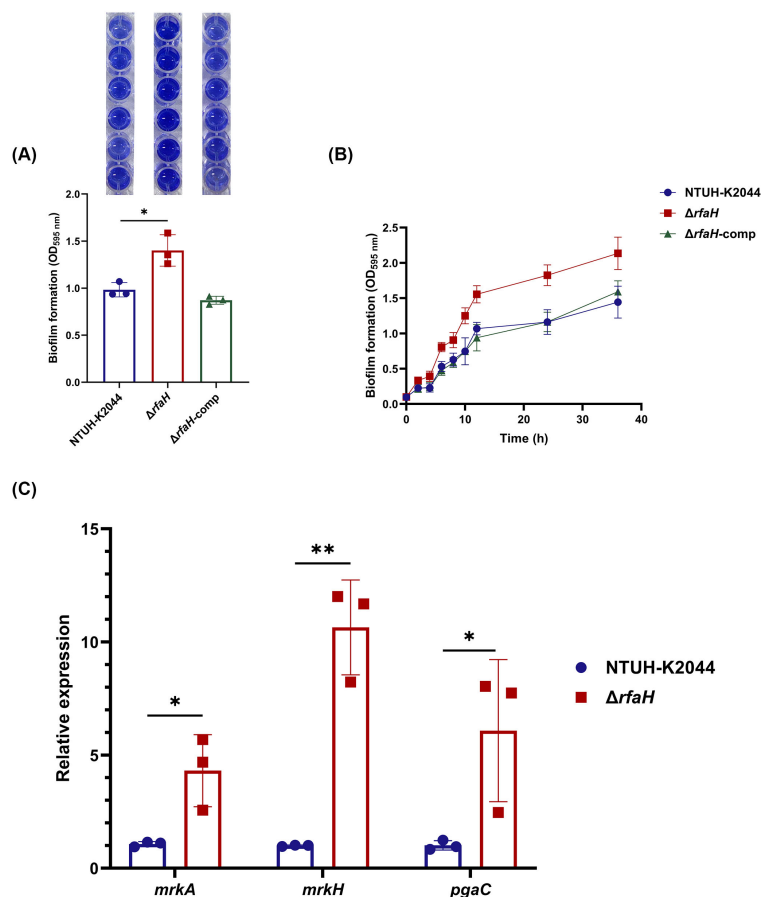 (A)
*
Biofilm formation (OD595 nm)
2.0
1.5
1.0
0.5
0.0
NTUH-K2044
ΔrfaH
ΔrfaH-comp
(B)
NTUH-K2044
ΔrfaH
ΔrfaH-comp
Biofilm formation (OD595 nm)
2.5
2.0
1.5
1.0
0.5
0.0
0
10
20
30
40
Time (h)
(C)
Relative expression
15
10
5
0
*
**
*
mrkA
mrkH
pgaC
NTUH-K2044
ΔrfaH